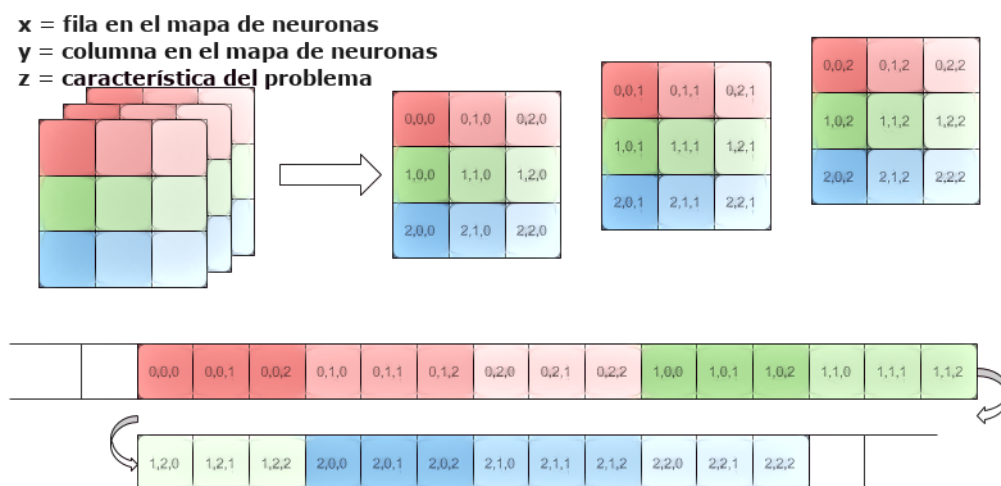 x = fila en el mapa de neuronas
y = columna en el mapa de neuronas
z = característica del problema
0,0,0 0,1,0 0,2,0
1,0,0 1,1,0 1,2,0
2,0,0 2,1,0 2,2,0
0,0,1 0,1,1 0,2,1
1,0,1 1,1,1 1,2,1
2,0,1 2,1,1 2,2,1
0,0,2 0,1,2 0,2,2
1,0,2 1,1,2 1,2,2
2,0,2 2,1,2 2,2,2
0,0,0 0,0,1 0,0,2 0,1,0 0,1,1 0,1,2 0,2,0 0,2,1 0,2,2 1,0,0 1,0,1 1,0,2 1,1,0 1,1,1 1,1,2
1,2,0 1,2,1 1,2,2 2,0,0 2,0,1 2,0,2 2,1,0 2,1,1 2,1,2 2,2,0 2,2,1 2,2,2